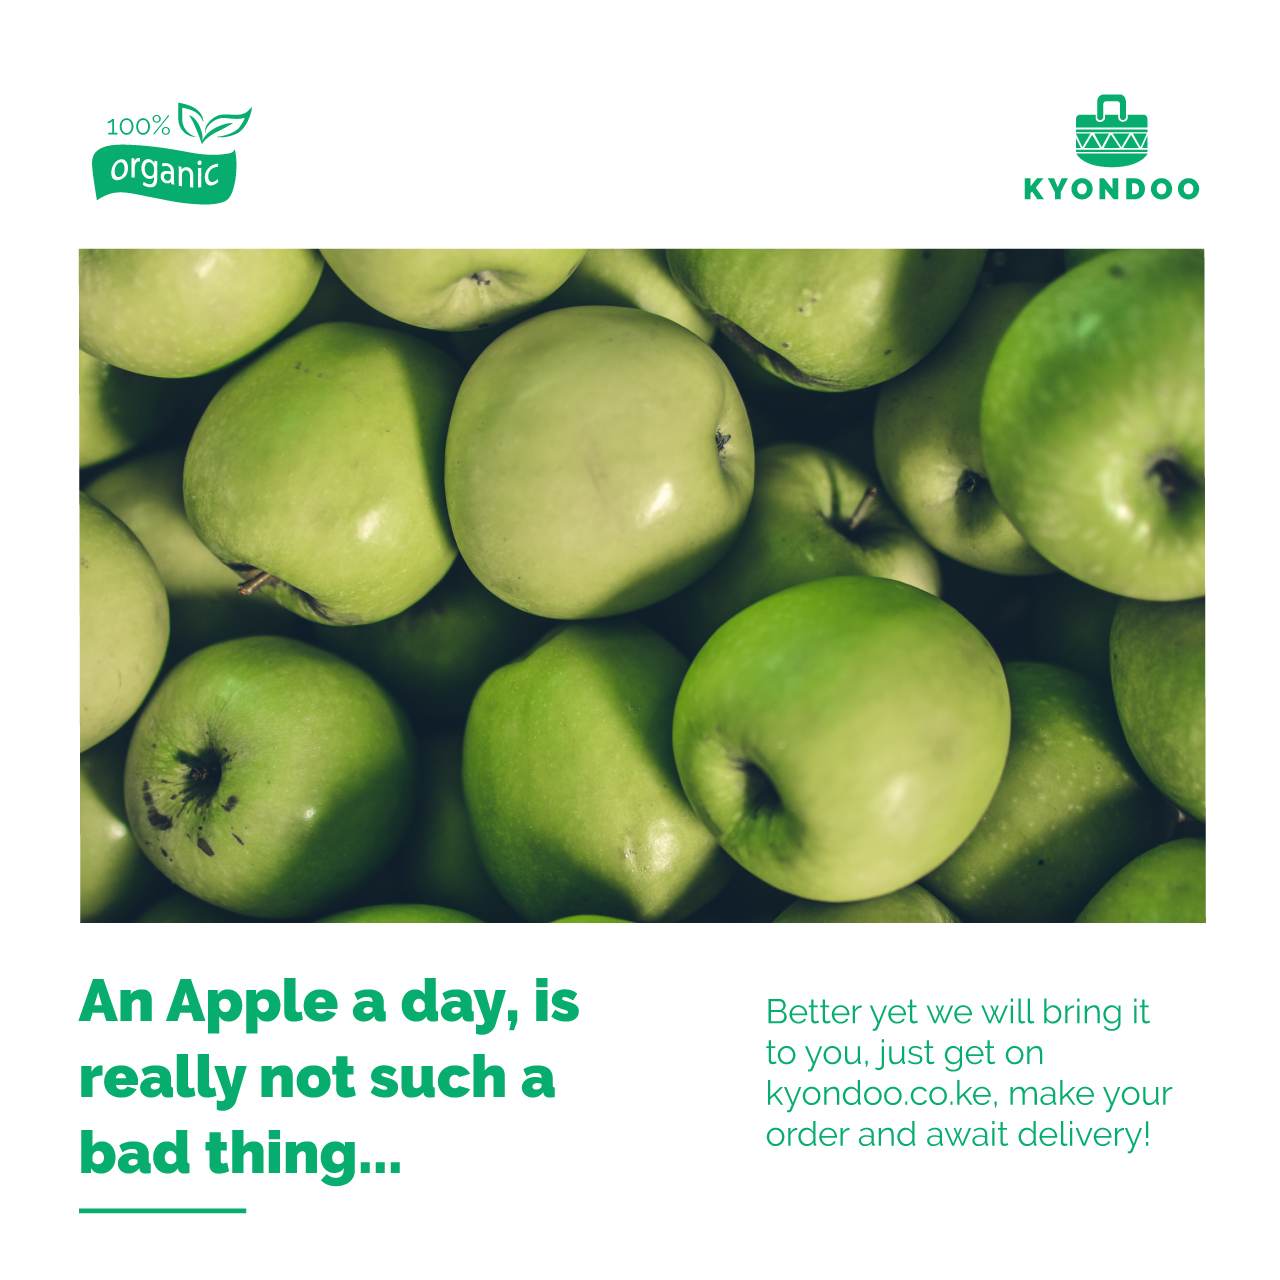 100%
organic
KYONDOO
An Apple a day, is
really not such a
bad thing...
Better yet we will bring it
to you, just get on
kyondoo.co.ke, make your
order and await delivery!